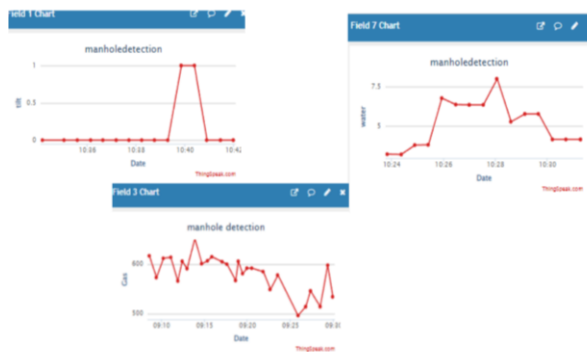 Field 1 Chart
manholedetection
1
0.5
0
tilt
10:36 10:38 10:40 10:42
Date
ThingSpeak.com
Field 7 Chart
manholedetection
7.5
5
water
10:24 10:26 10:28 10:30
Date
ThingSpeak.com
Field 3 Chart
manhole detection
600
500
Gas
09:10 09:15 09:20 09:25
Date
ThingSpeak.com